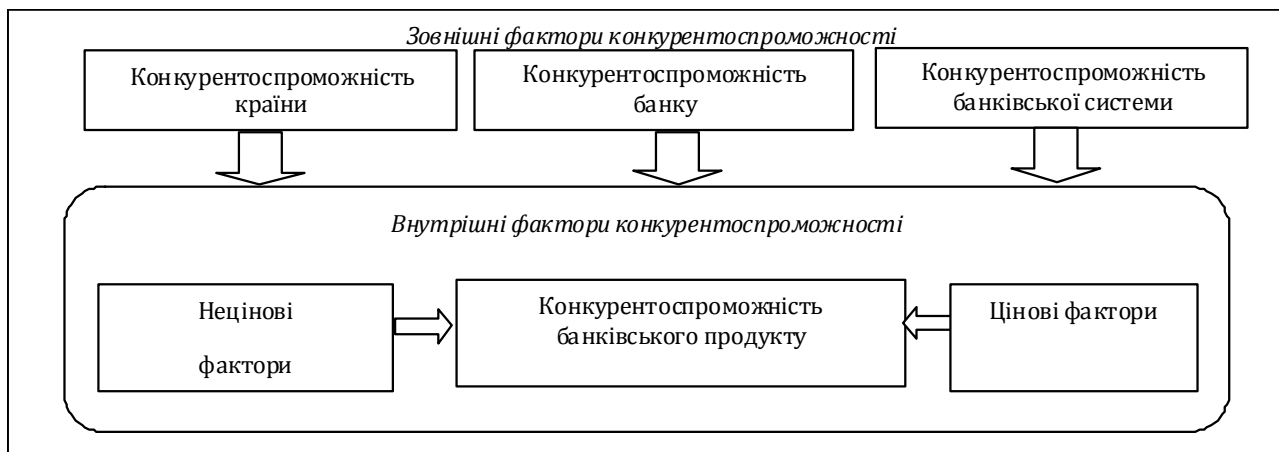 Зовнішні фактори конкурентоспроможності
Конкурентоспроможність
країни
Конкурентоспроможність
банку
Конкурентоспроможність
банківської системи
Внутрішні фактори конкурентоспроможності
Нецінові
фактори
Конкурентоспроможність
банківського продукту
Цінові фактори